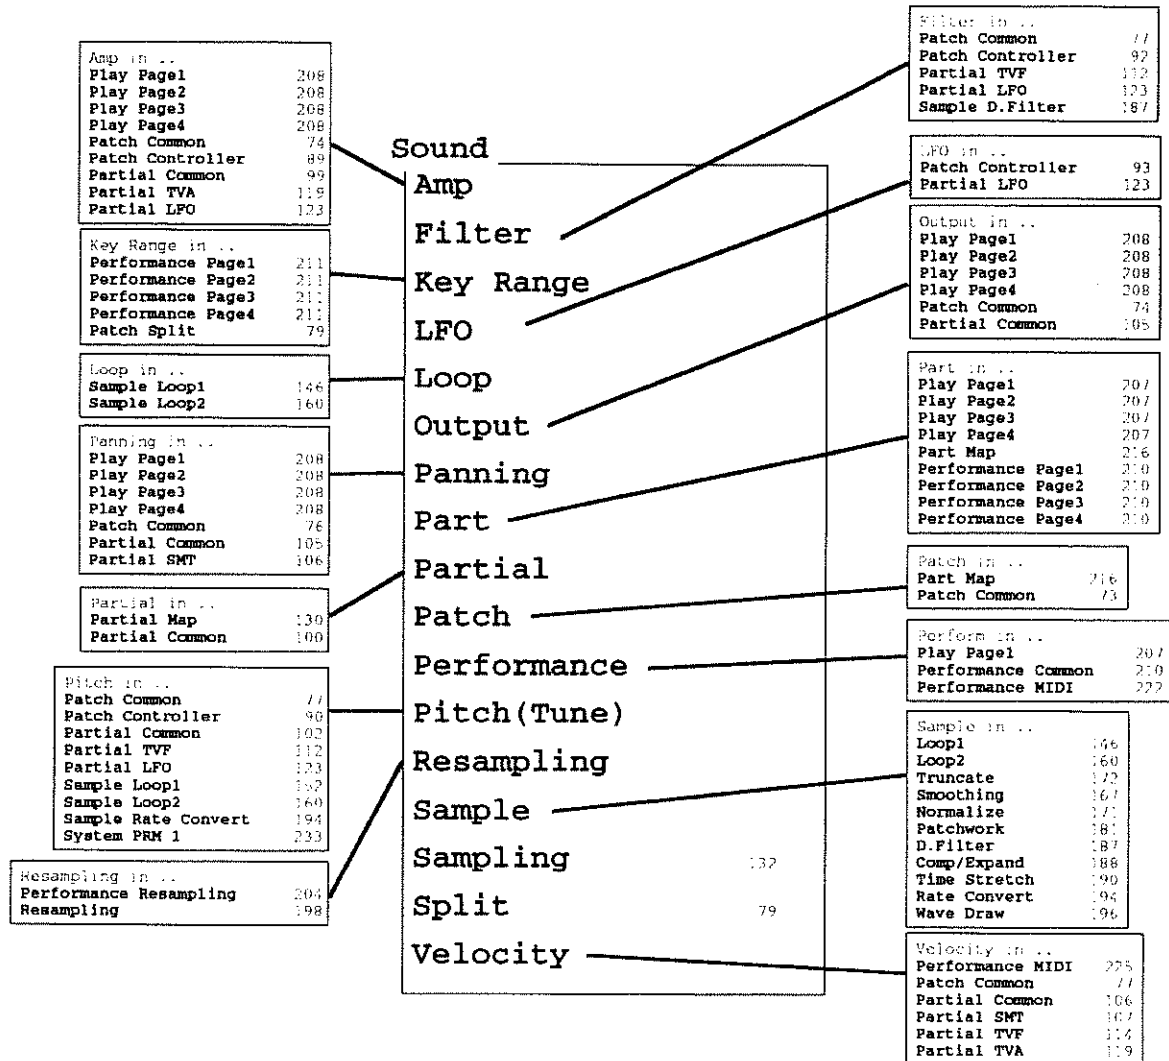 Amp in ..
Play Page1 208
Play Page2 208
Play Page3 208
Play Page4 208
Patch Common 74
Patch Controller 89
Partial Common 99
Partial TVA 119
Partial LFO 123
Key Range in ..
Performance Page1 211
Performance Page2 211
Performance Page3 211
Performance Page4 211
Patch Split 79
Loop in ..
Sample Loop1 146
Sample Loop2 160
Panning in ..
Play Page1 208
Play Page2 208
Play Page3 208
Play Page4 208
Patch Common 76
Partial Common 105
Partial SMT 106
Partial in ..
Partial Map 130
Partial Common 100
Pitch in ..
Patch Common 77
Patch Controller 90
Partial Common 102
Partial TVF 112
Partial LFO 123
Sample Loop1
Sample Loop2 160
Sample Rate Convert 194
System PRM 1 233
Resampling in ..
Performance Resampling 204
Resampling 198
Sound
Amp
Filter
Key Range
LFO
Loop
Output
Panning
Part
Partial
Patch
Performance
Pitch(Tune)
Resampling
Sample
Sampling 132
Split 79
Velocity
Filter in ..
Patch Common 77
Patch Controller 92
Partial TVF 112
Partial LFO 123
Sample D.Filter 187
LFO in ..
Patch Controller 93
Partial LFO 123
Output in ..
Play Page1 208
Play Page2 208
Play Page3 208
Play Page4 208
Patch Common 74
Partial Common 105
Part in ..
Play Page1 207
Play Page2 207
Play Page3 207
Play Page4 207
Part Map 216
Performance Page1 210
Performance Page2 210
Performance Page3 210
Performance Page4 210
Patch in ..
Part Map 216
Patch Common 73
Perform in ..
Play Page1 207
Performance Common 210
Performance MIDI 222
Sample in ..
Loop1 146
Loop2 160
Truncate 172
Smoothing 167
Normalize 171
Patchwork 181
D.Filter 187
Comp/Expand 188
Time Stretch 190
Rate Convert 194
Wave Draw 196
Velocity in ..
Performance MIDI 225
Patch Common 77
Partial Common 106
Partial SMT 107
Partial TVF 114
Partial TVA 119